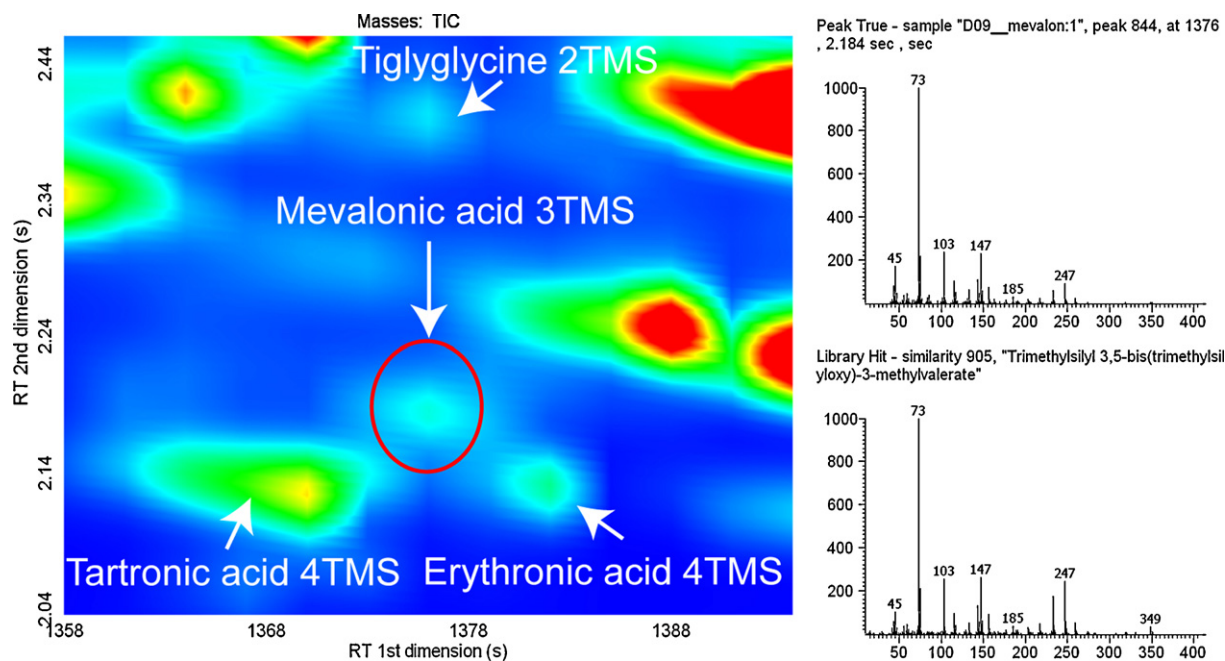 Masses: TIC
Tiglyglycine 2TMS
Mevalonic acid 3TMS
Tartronic acid 4TMS
Erythronic acid 4TMS
RT 2nd dimension (s)
2.44
2.34
2.24
2.14
2.04
1358
1368
1378
1388
RT 1st dimension (s)
Peak True - sample "D09__mevalon:1", peak 844, at 1376
, 2.184 sec , sec
1000
800
600
400
200
73
45
103
147
185
247
50 100 150 200 250 300 350 400
Library Hit - similarity 905, "Trimethylsilyl 3,5-bis(trimethylsil
yloxy)-3-methylvalerate"
1000
800
600
400
200
73
45
103
147
185
247
349
50 100 150 200 250 300 350 400